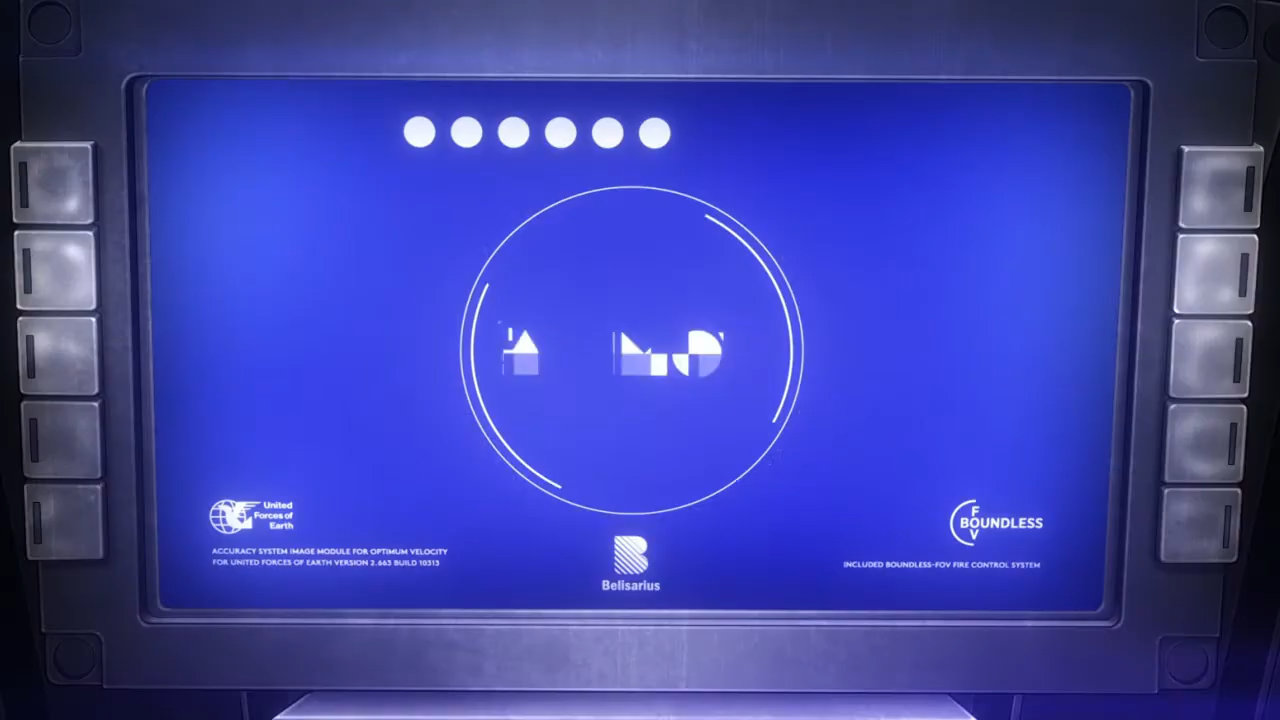 United
Forces of
Earth
ACCURACY SYSTEM IMAGE MODULE FOR OPTIMUM VELOCITY
FOR UNITED FORCES OF EARTH VERSION 2.663 BUILD 10313
Belisarius
FOV
BOUNDLESS
INCLUDED BOUNDLESS-FOV FIRE CONTROL SYSTEM